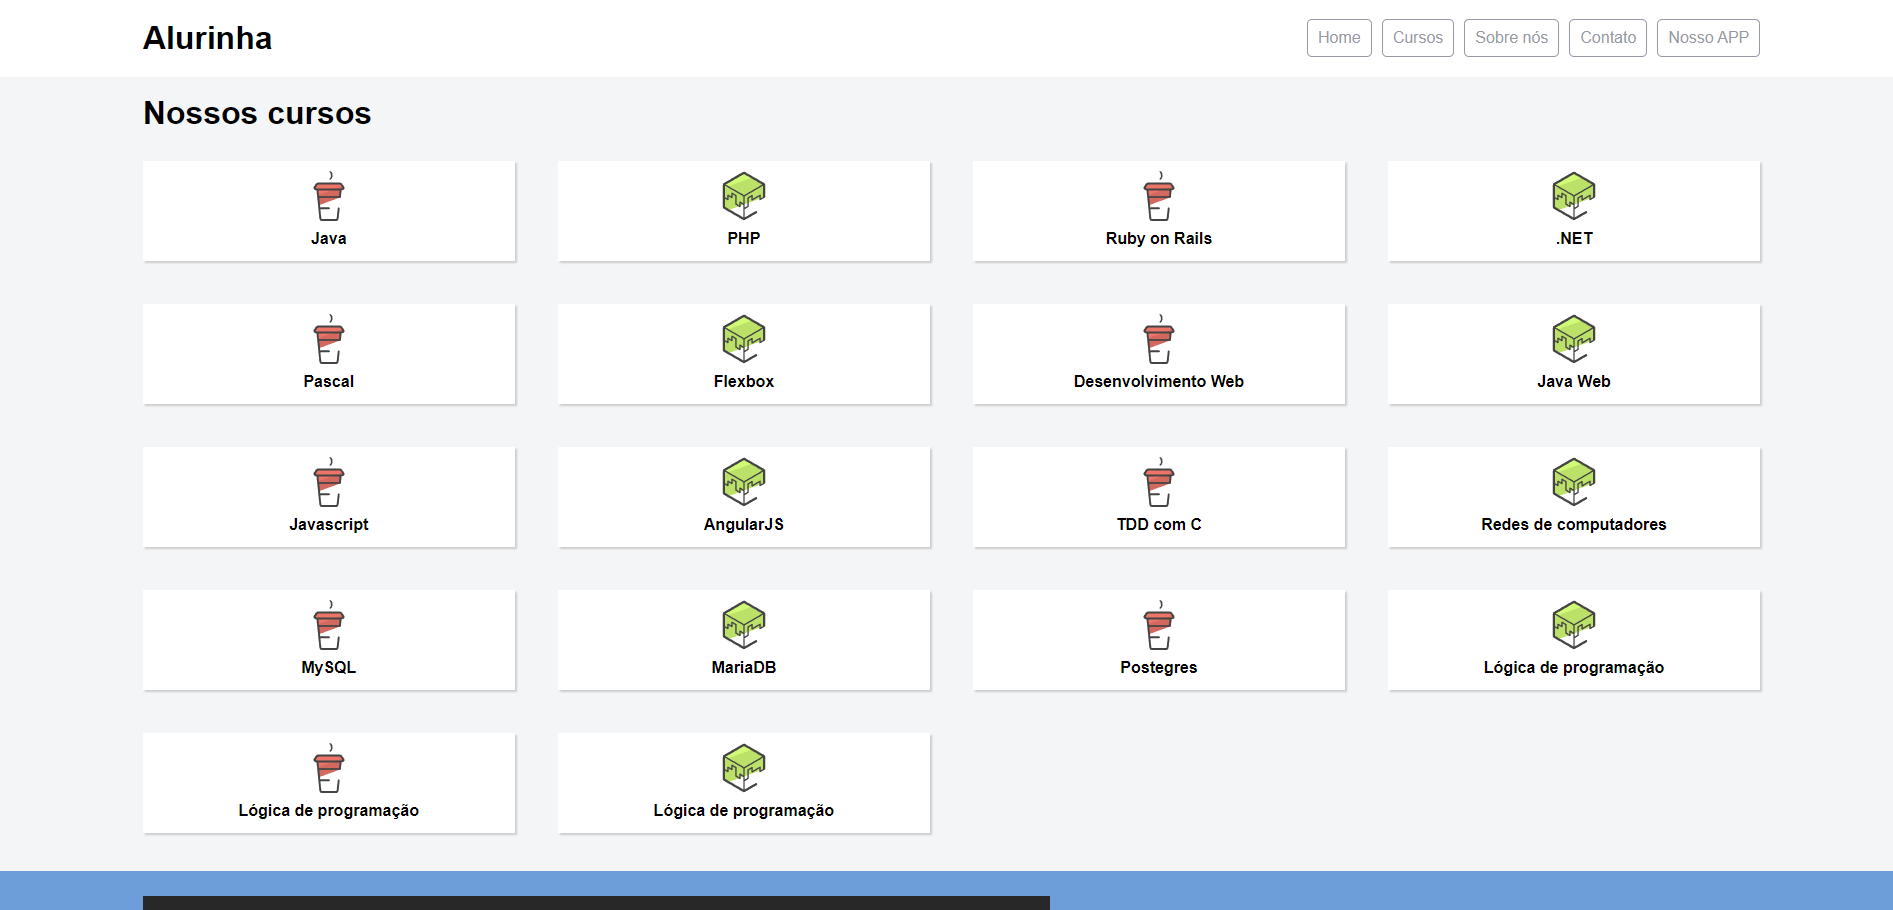 Alurinha
Home
Cursos
Sobre nós
Contato
Nosso APP
Nossos cursos
Java
PHP
Ruby on Rails
.NET
Pascal
Flexbox
Desenvolvimento Web
Java Web
Javascript
AngularJS
TDD com C
Redes de computadores
MySQL
MariaDB
Postegres
Lógica de programação
Lógica de programação
Lógica de programação